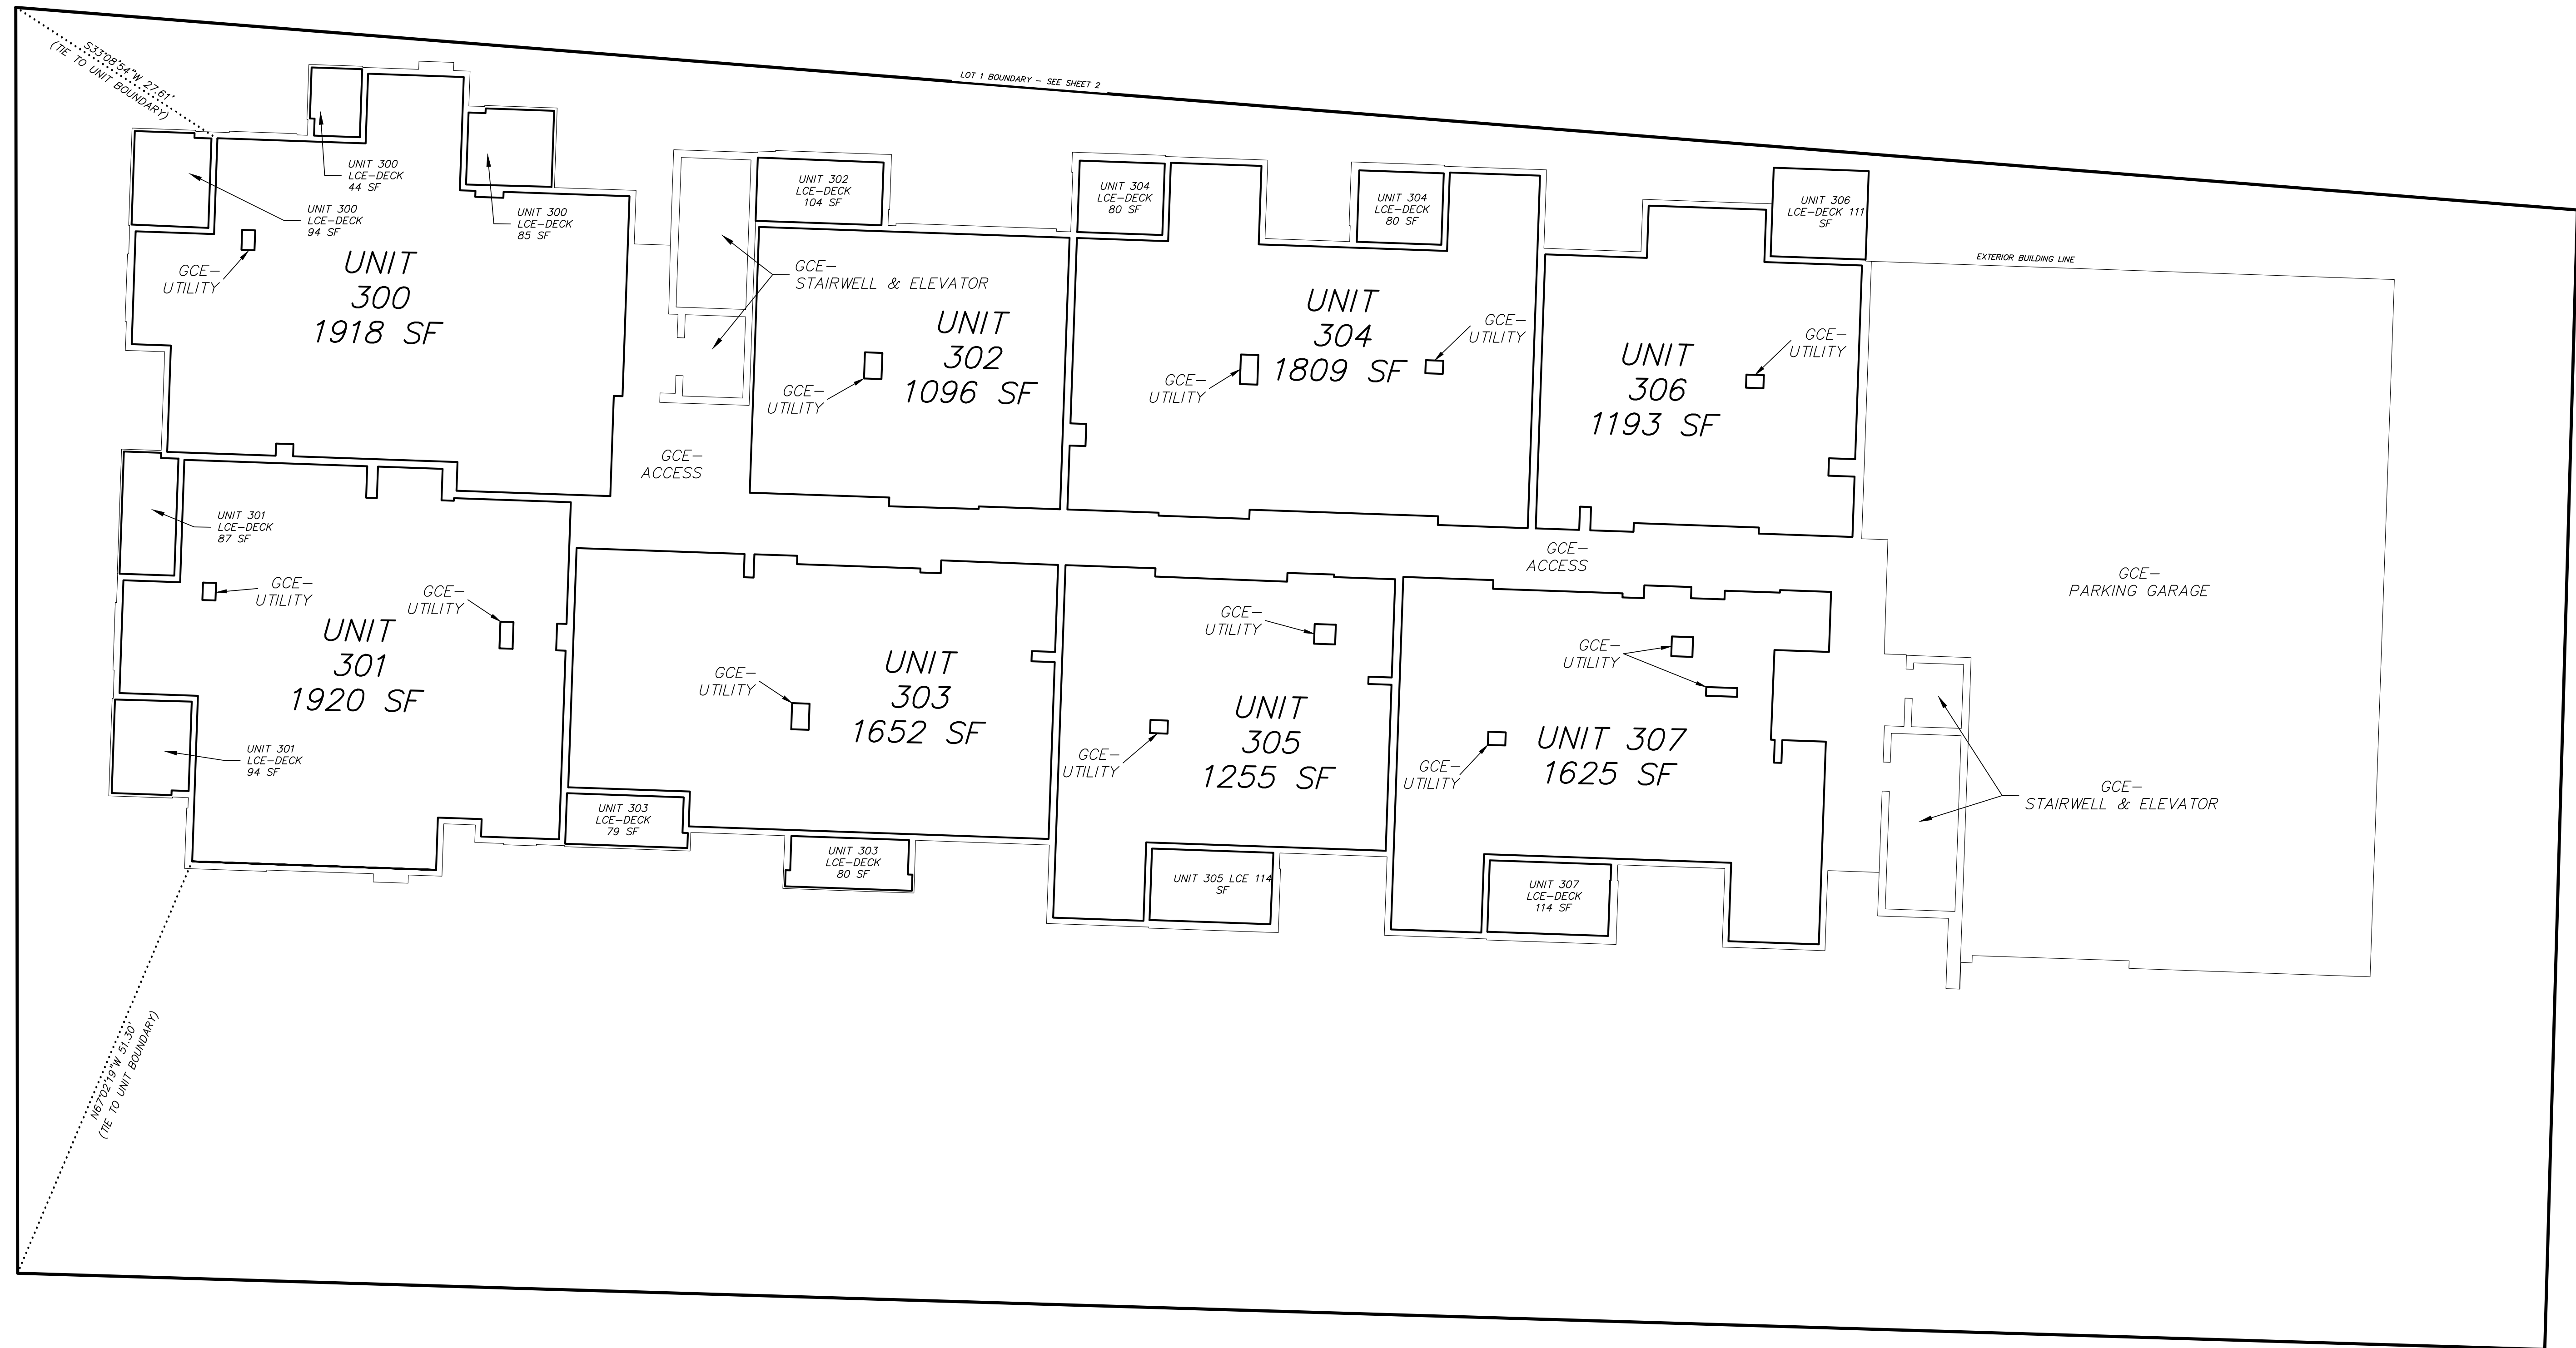 S33°08'54"W 27.61'
(TIE TO UNIT BOUNDARY)
LOT 1 BOUNDARY - SEE SHEET 2
UNIT 300
LCE-DECK
44 SF
UNIT 300
LCE-DECK
94 SF
UNIT 300
LCE-DECK
85 SF
UNIT 302
LCE-DECK
104 SF
UNIT 304
LCE-DECK
80 SF
UNIT 304
LCE-DECK
80 SF
UNIT 306
LCE-DECK 111
SF
EXTERIOR BUILDING LINE
GCE-
UTILITY
UNIT
300
1918 SF
GCE-
STAIRWELL & ELEVATOR
UNIT
302
1096 SF
GCE-
UTILITY
UNIT
304
1809 SF
GCE-
UTILITY
GCE-
UTILITY
UNIT
306
1193 SF
GCE-
UTILITY
GCE-
ACCESS
UNIT 301
LCE-DECK
87 SF
GCE-
ACCESS
GCE-
PARKING GARAGE
GCE-
UTILITY
GCE-
UTILITY
UNIT
301
1920 SF
UNIT 301
LCE-DECK
94 SF
GCE-
UTILITY
UNIT
303
1652 SF
UNIT 303
LCE-DECK
79 SF
UNIT 303
LCE-DECK
80 SF
GCE-
UTILITY
UNIT
305
1255 SF
GCE-
UTILITY
UNIT 305 LCE 114
SF
GCE-
UTILITY
UNIT 307
1625 SF
GCE-
UTILITY
UNIT 307
LCE-DECK
114 SF
GCE-
STAIRWELL & ELEVATOR
N67°02'19"W 51.30'
(TIE TO UNIT BOUNDARY)